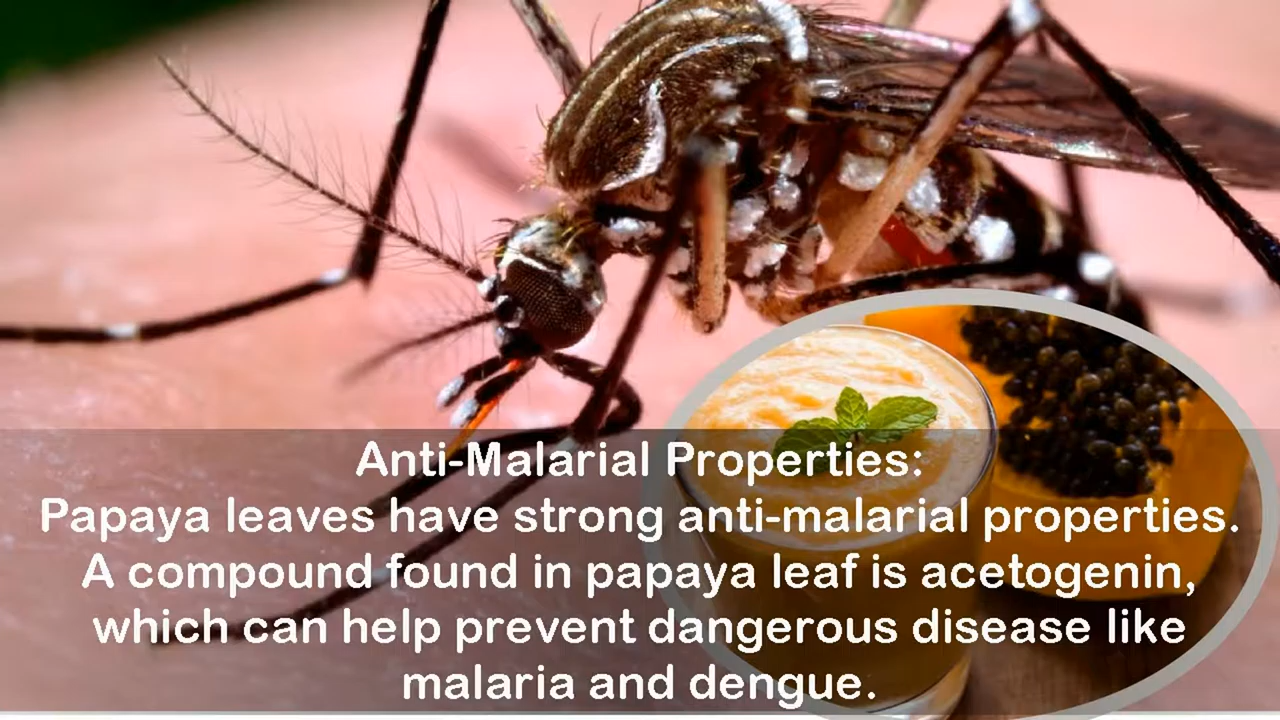 Anti-Malarial Properties:
Papaya leaves have strong anti-malarial properties.
A compound found in papaya leaf is acetogenin,
which can help prevent dangerous disease like
malaria and dengue.